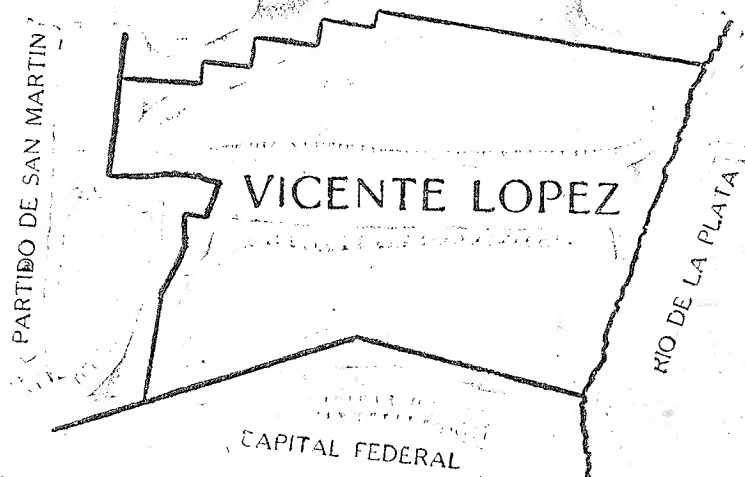 PARTIDO DE SAN MARTIN
VICENTE LOPEZ
RIO DE LA PLATA
CAPITAL FEDERAL